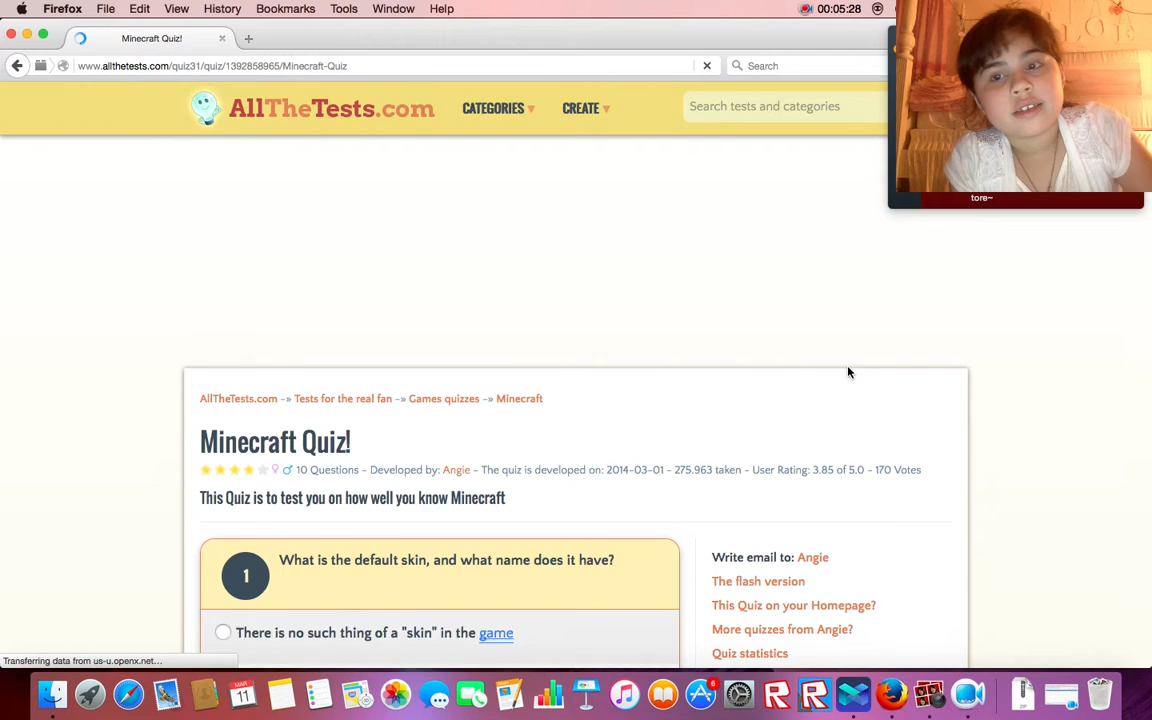 Firefox File Edit View History Bookmarks Tools Window Help 00:05:28
Minecraft Quiz!
www.allthetests.com/quiz31/quiz/1392858965/Minecraft-Quiz Search
AllTheTests.com CATEGORIES CREATE Search tests and categories
tore~
AllTheTests.com -» Tests for the real fan -» Games quizzes -» Minecraft
Minecraft Quiz!
10 Questions - Developed by: Angie - The quiz is developed on: 2014-03-01 - 275.963 taken - User Rating: 3.85 of 5.0 - 170 Votes
This Quiz is to test you on how well you know Minecraft
1 What is the default skin, and what name does it have?
There is no such thing of a "skin" in the game
Write email to: Angie
The flash version
This Quiz on your Homepage?
More quizzes from Angie?
Quiz statistics
Transferring data from us-u.openx.net...
MAR
11
6
ZIP